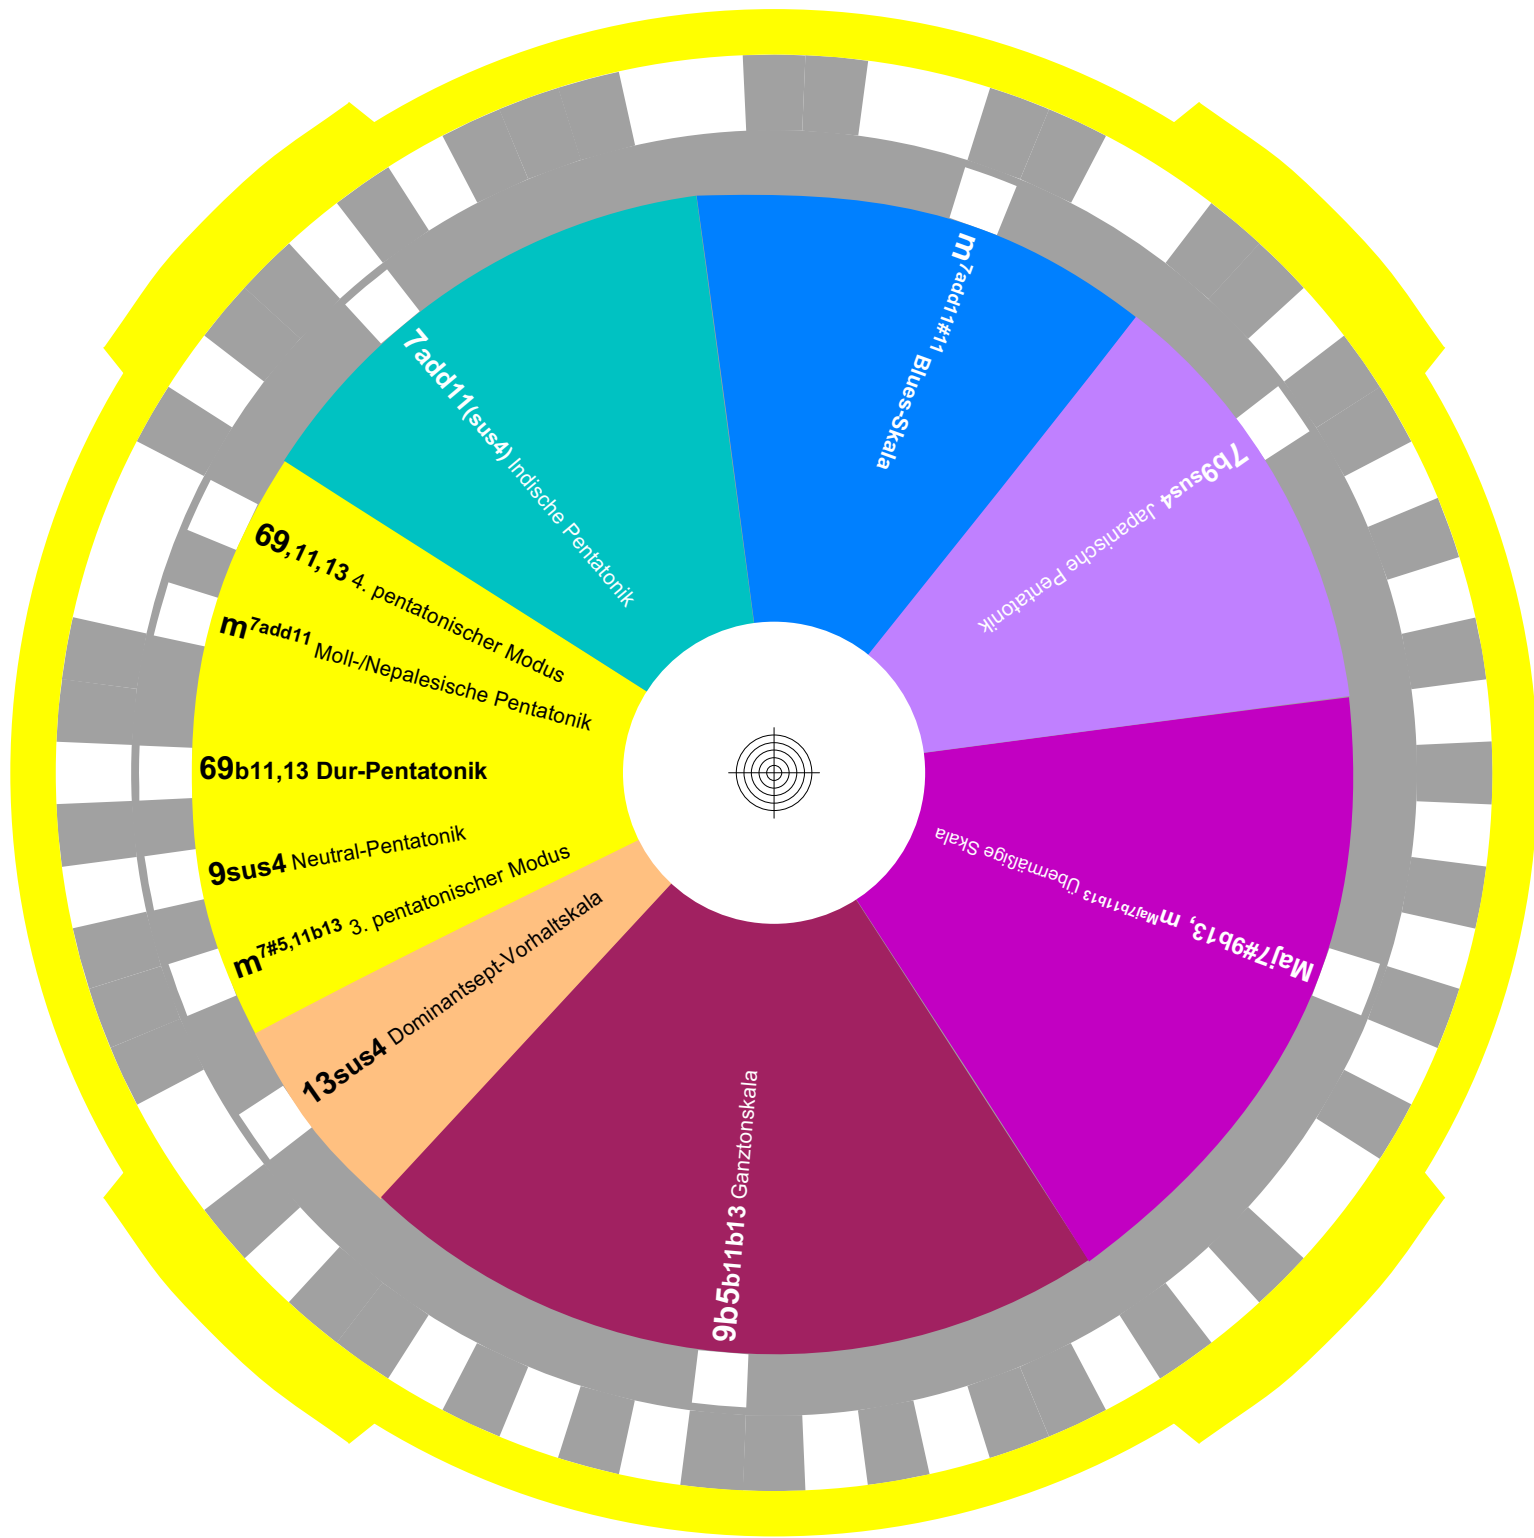 7add11(sus4) Indische Pentatonik
m7add11#11 Blues-Skala
7b9sus4 Japanische Pentatonik
Maj7#9b13, mMaj7b11b13 Übermäßige Skala
9b5b11b13 Ganztonskala
13sus4 Dominantsept-Vorhaltskala
m7#5,11b13 3. pentatonischer Modus
9sus4 Neutral-Pentatonik
69b11,13 Dur-Pentatonik
m7add11 Moll-/Nepalesische Pentatonik
69,11,13 4. pentatonischer Modus